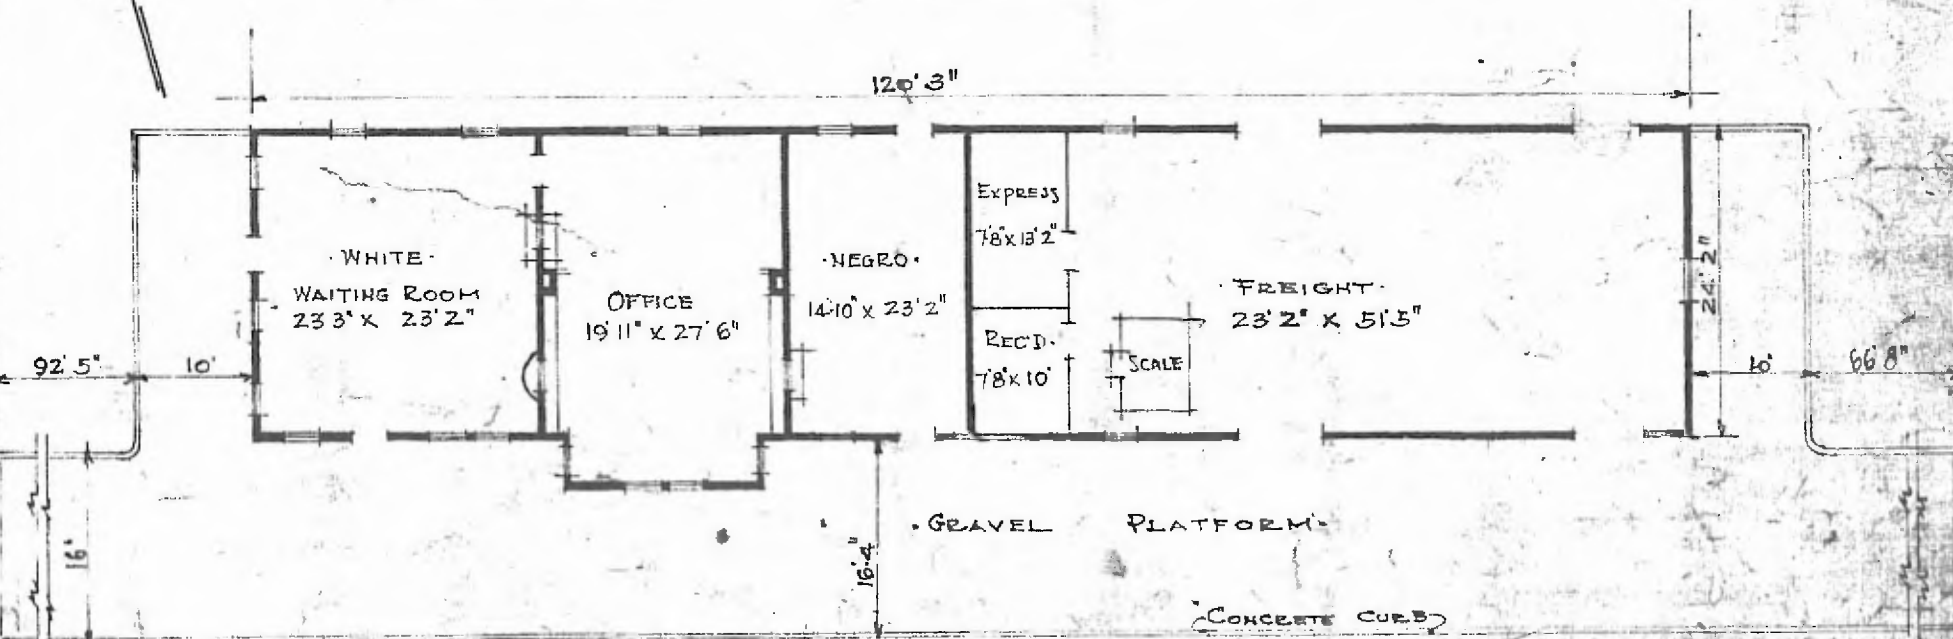 120' 3"
· WHITE ·
WAITING ROOM
23'3" X 23'2"
OFFICE
19'11" X 27'6"
· NEGRO ·
14'10" X 23'2"
EXPRESS
7'8" X 13'2"
REC'D.
7'8" X 10'
SCALE
· FREIGHT ·
23'2" X 51'5"
24' 2"
92' 5"
10'
10'
66'8"
16'
16'-4"
· GRAVEL PLATFORM ·
CONCRETE CURB